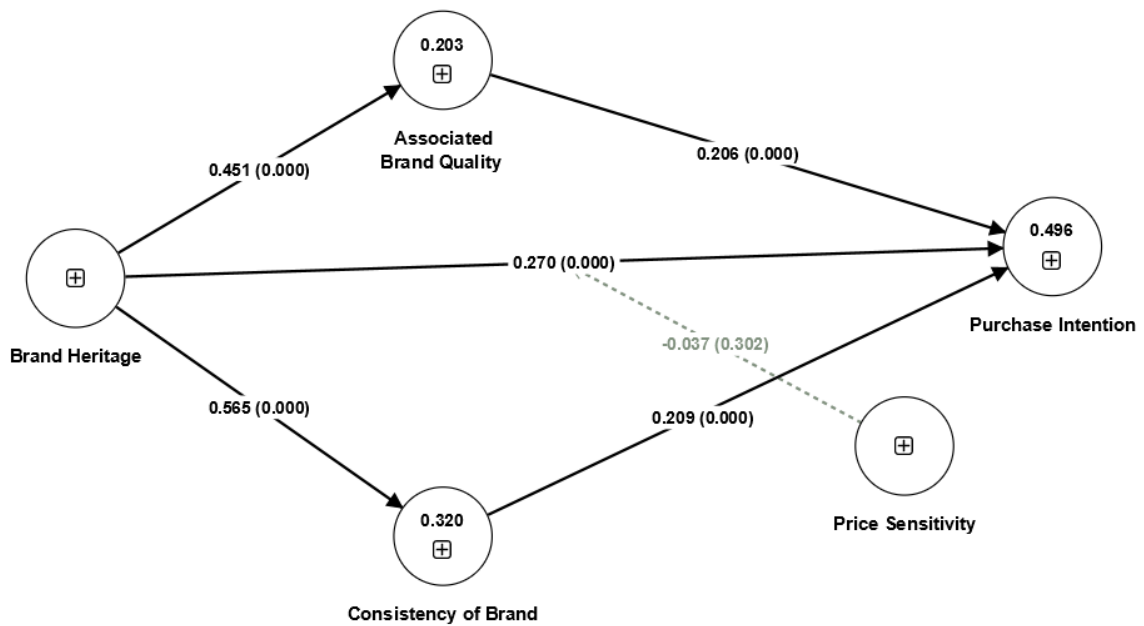 0.203
Associated
Brand Quality
0.451 (0.000)
0.206 (0.000)
0.496
Purchase Intention
0.270 (0.000)
Brand Heritage
-0.037 (0.302)
0.565 (0.000)
0.209 (0.000)
Price Sensitivity
0.320
Consistency of Brand